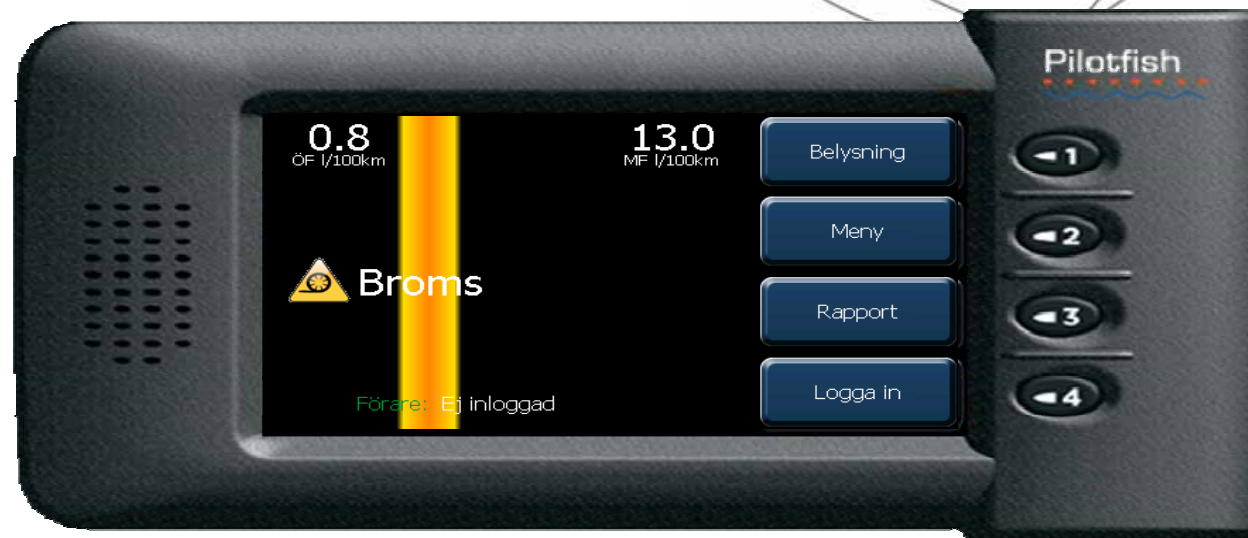 Pilotfish
0.8
ÖF l/100km
13.0
MF l/100km
Broms
Förare: Ej inloggad
Belysning
Meny
Rapport
Logga in
1
2
3
4